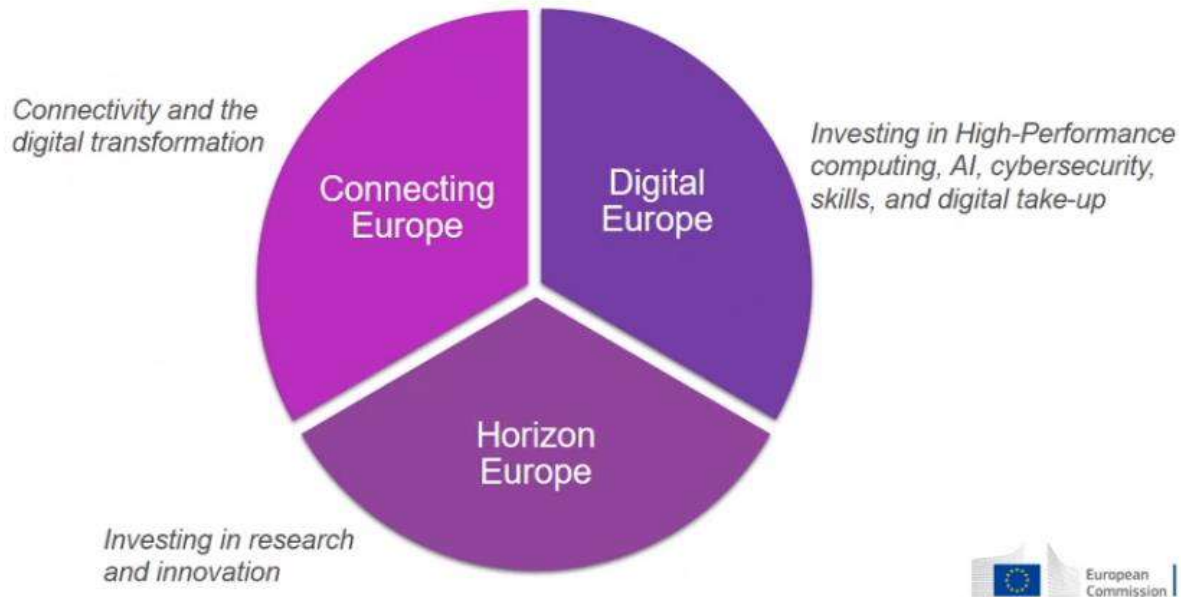 Connectivity and the
digital transformation
Connecting
Europe
Digital
Europe
Investing in High-Performance
computing, AI, cybersecurity,
skills, and digital take-up
Horizon
Europe
Investing in research
and innovation
European
Commission